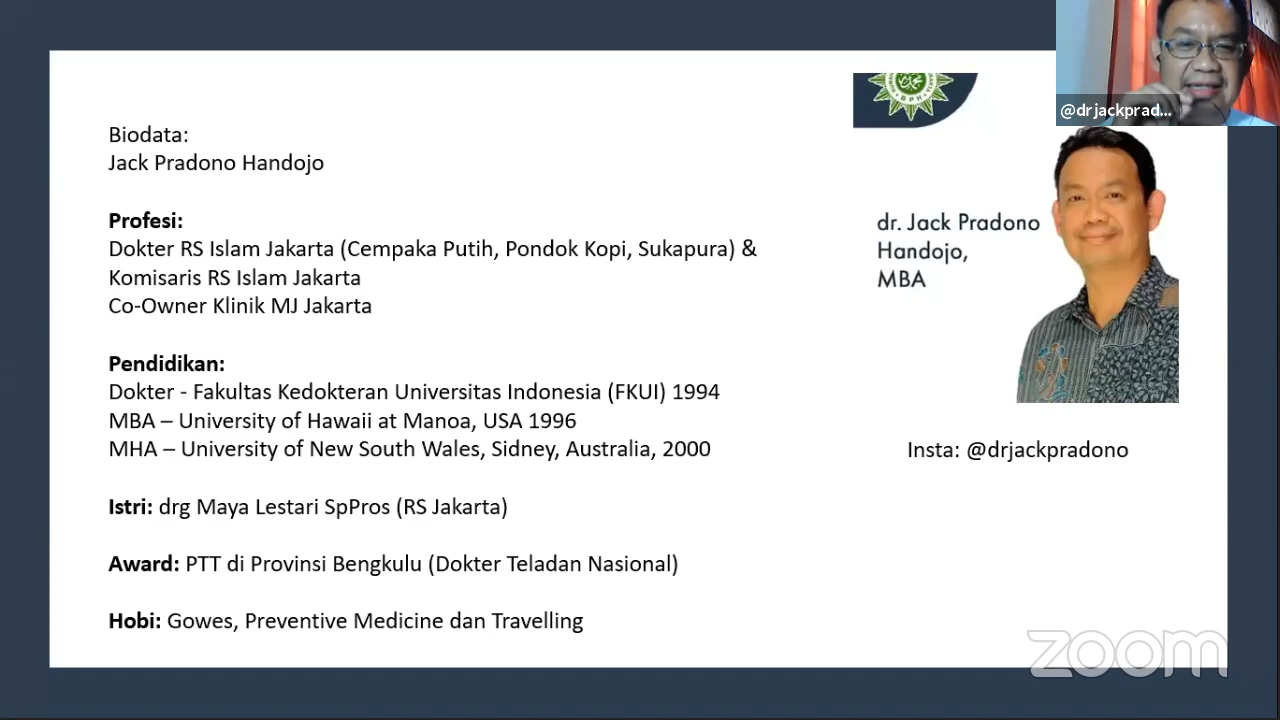 Biodata:
Jack Pradono Handojo
Profesi:
Dokter RS Islam Jakarta (Cempaka Putih, Pondok Kopi, Sukapura) &
Komisaris RS Islam Jakarta
Co-Owner Klinik MJ Jakarta
Pendidikan:
Dokter - Fakultas Kedokteran Universitas Indonesia (FKUI) 1994
MBA – University of Hawaii at Manoa, USA 1996
MHA – University of New South Wales, Sidney, Australia, 2000
Istri: drg Maya Lestari SpPros (RS Jakarta)
Award: PTT di Provinsi Bengkulu (Dokter Teladan Nasional)
Hobi: Gowes, Preventive Medicine dan Travelling
@drjackprad...
dr. Jack Pradono
Handojo,
MBA
Insta: @drjackpradono
zoom